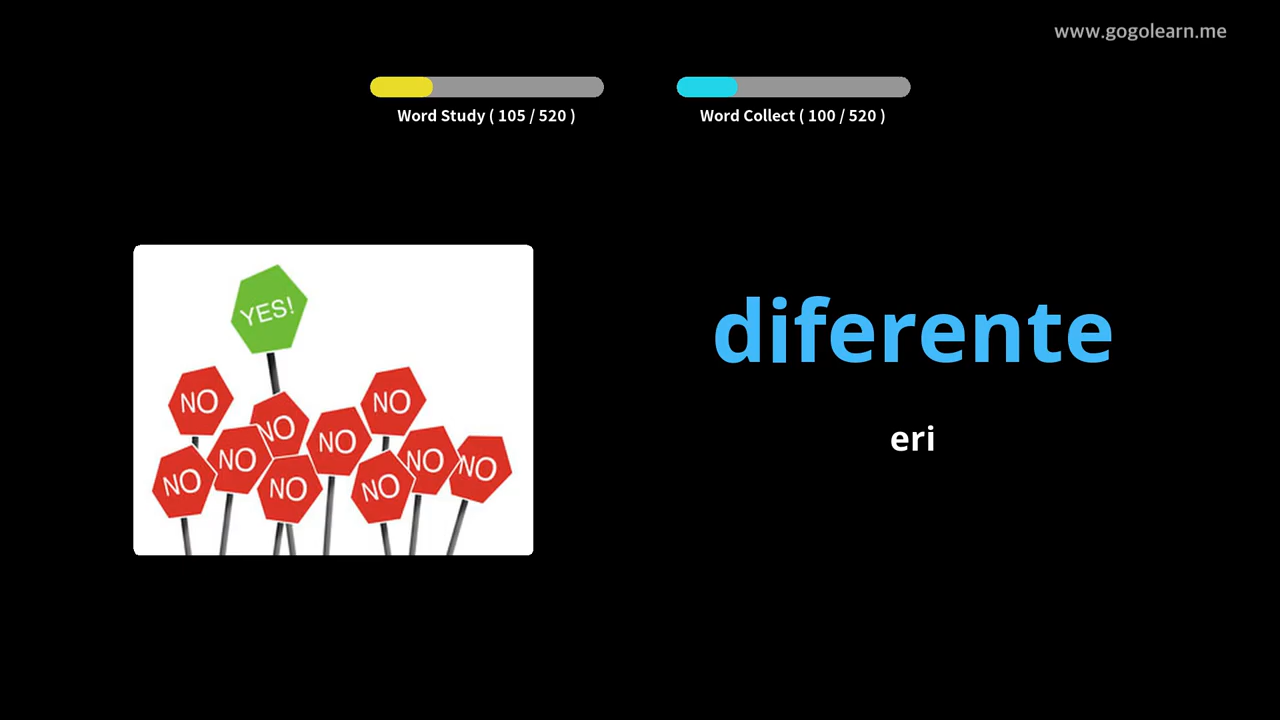 www.gogolearn.me
Word Study ( 105 / 520 )
Word Collect ( 100 / 520 )
YES!
NO
NO
NO
NO
NO
NO
NO
NO
NO
NO
diferente
eri